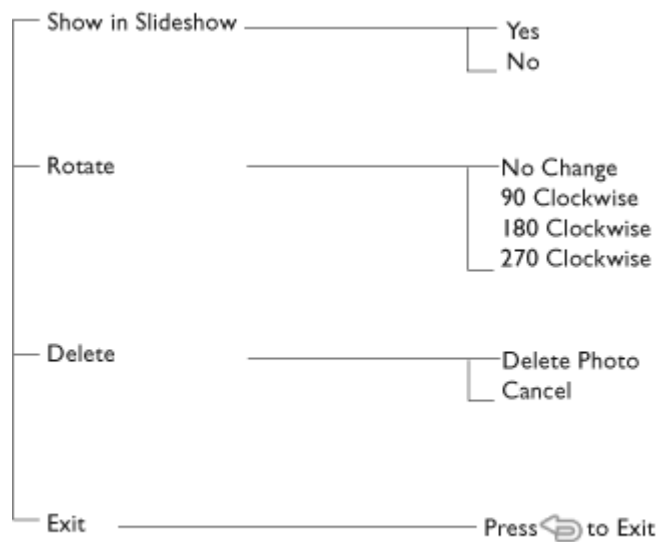 Show in Slideshow
Yes
No
Rotate
No Change
90 Clockwise
180 Clockwise
270 Clockwise
Delete
Delete Photo
Cancel
Exit
Press to Exit